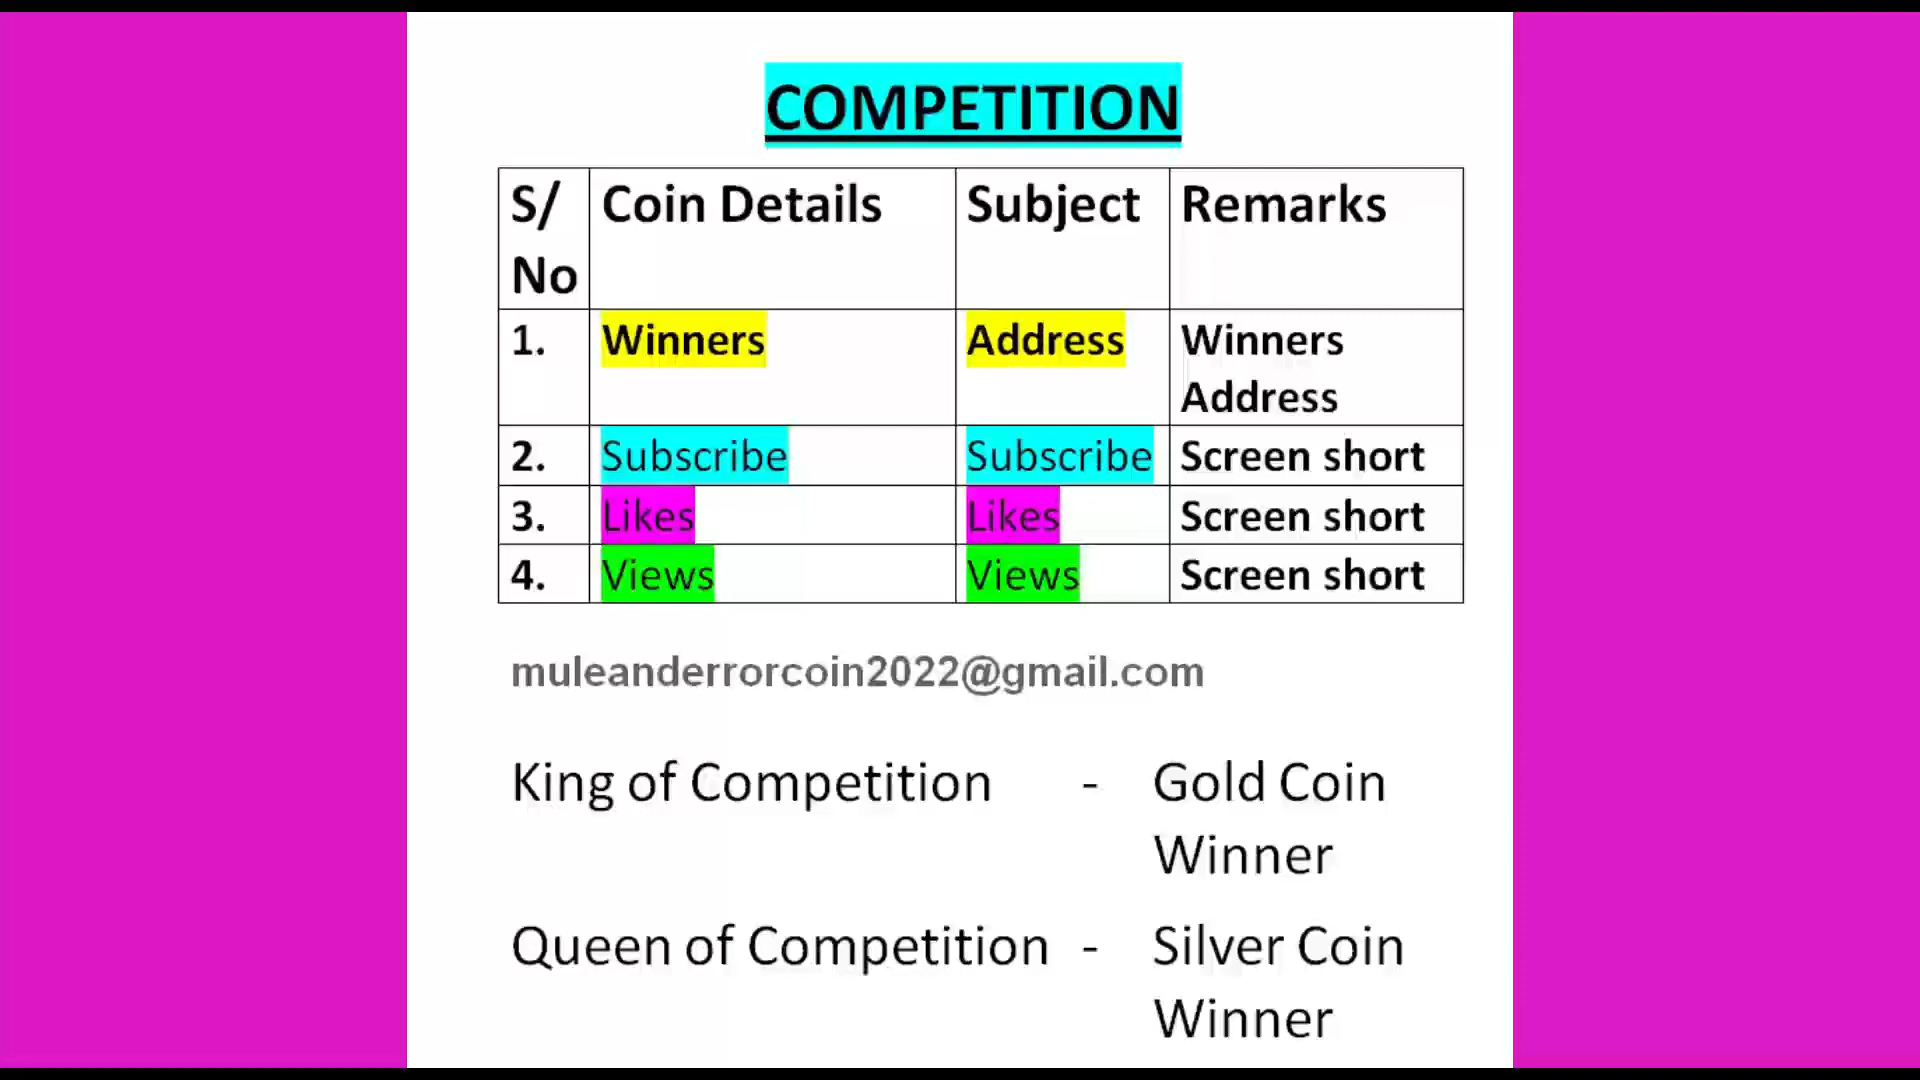 COMPETITION
S/ Coin Details Subject Remarks
No
1. Winners Address Winners
Address
2. Subscribe Subscribe Screen short
3. Likes Likes Screen short
4. Views Views Screen short
muleanderrorcoin2022@gmail.com
King of Competition - Gold Coin
Winner
Queen of Competition - Silver Coin
Winner